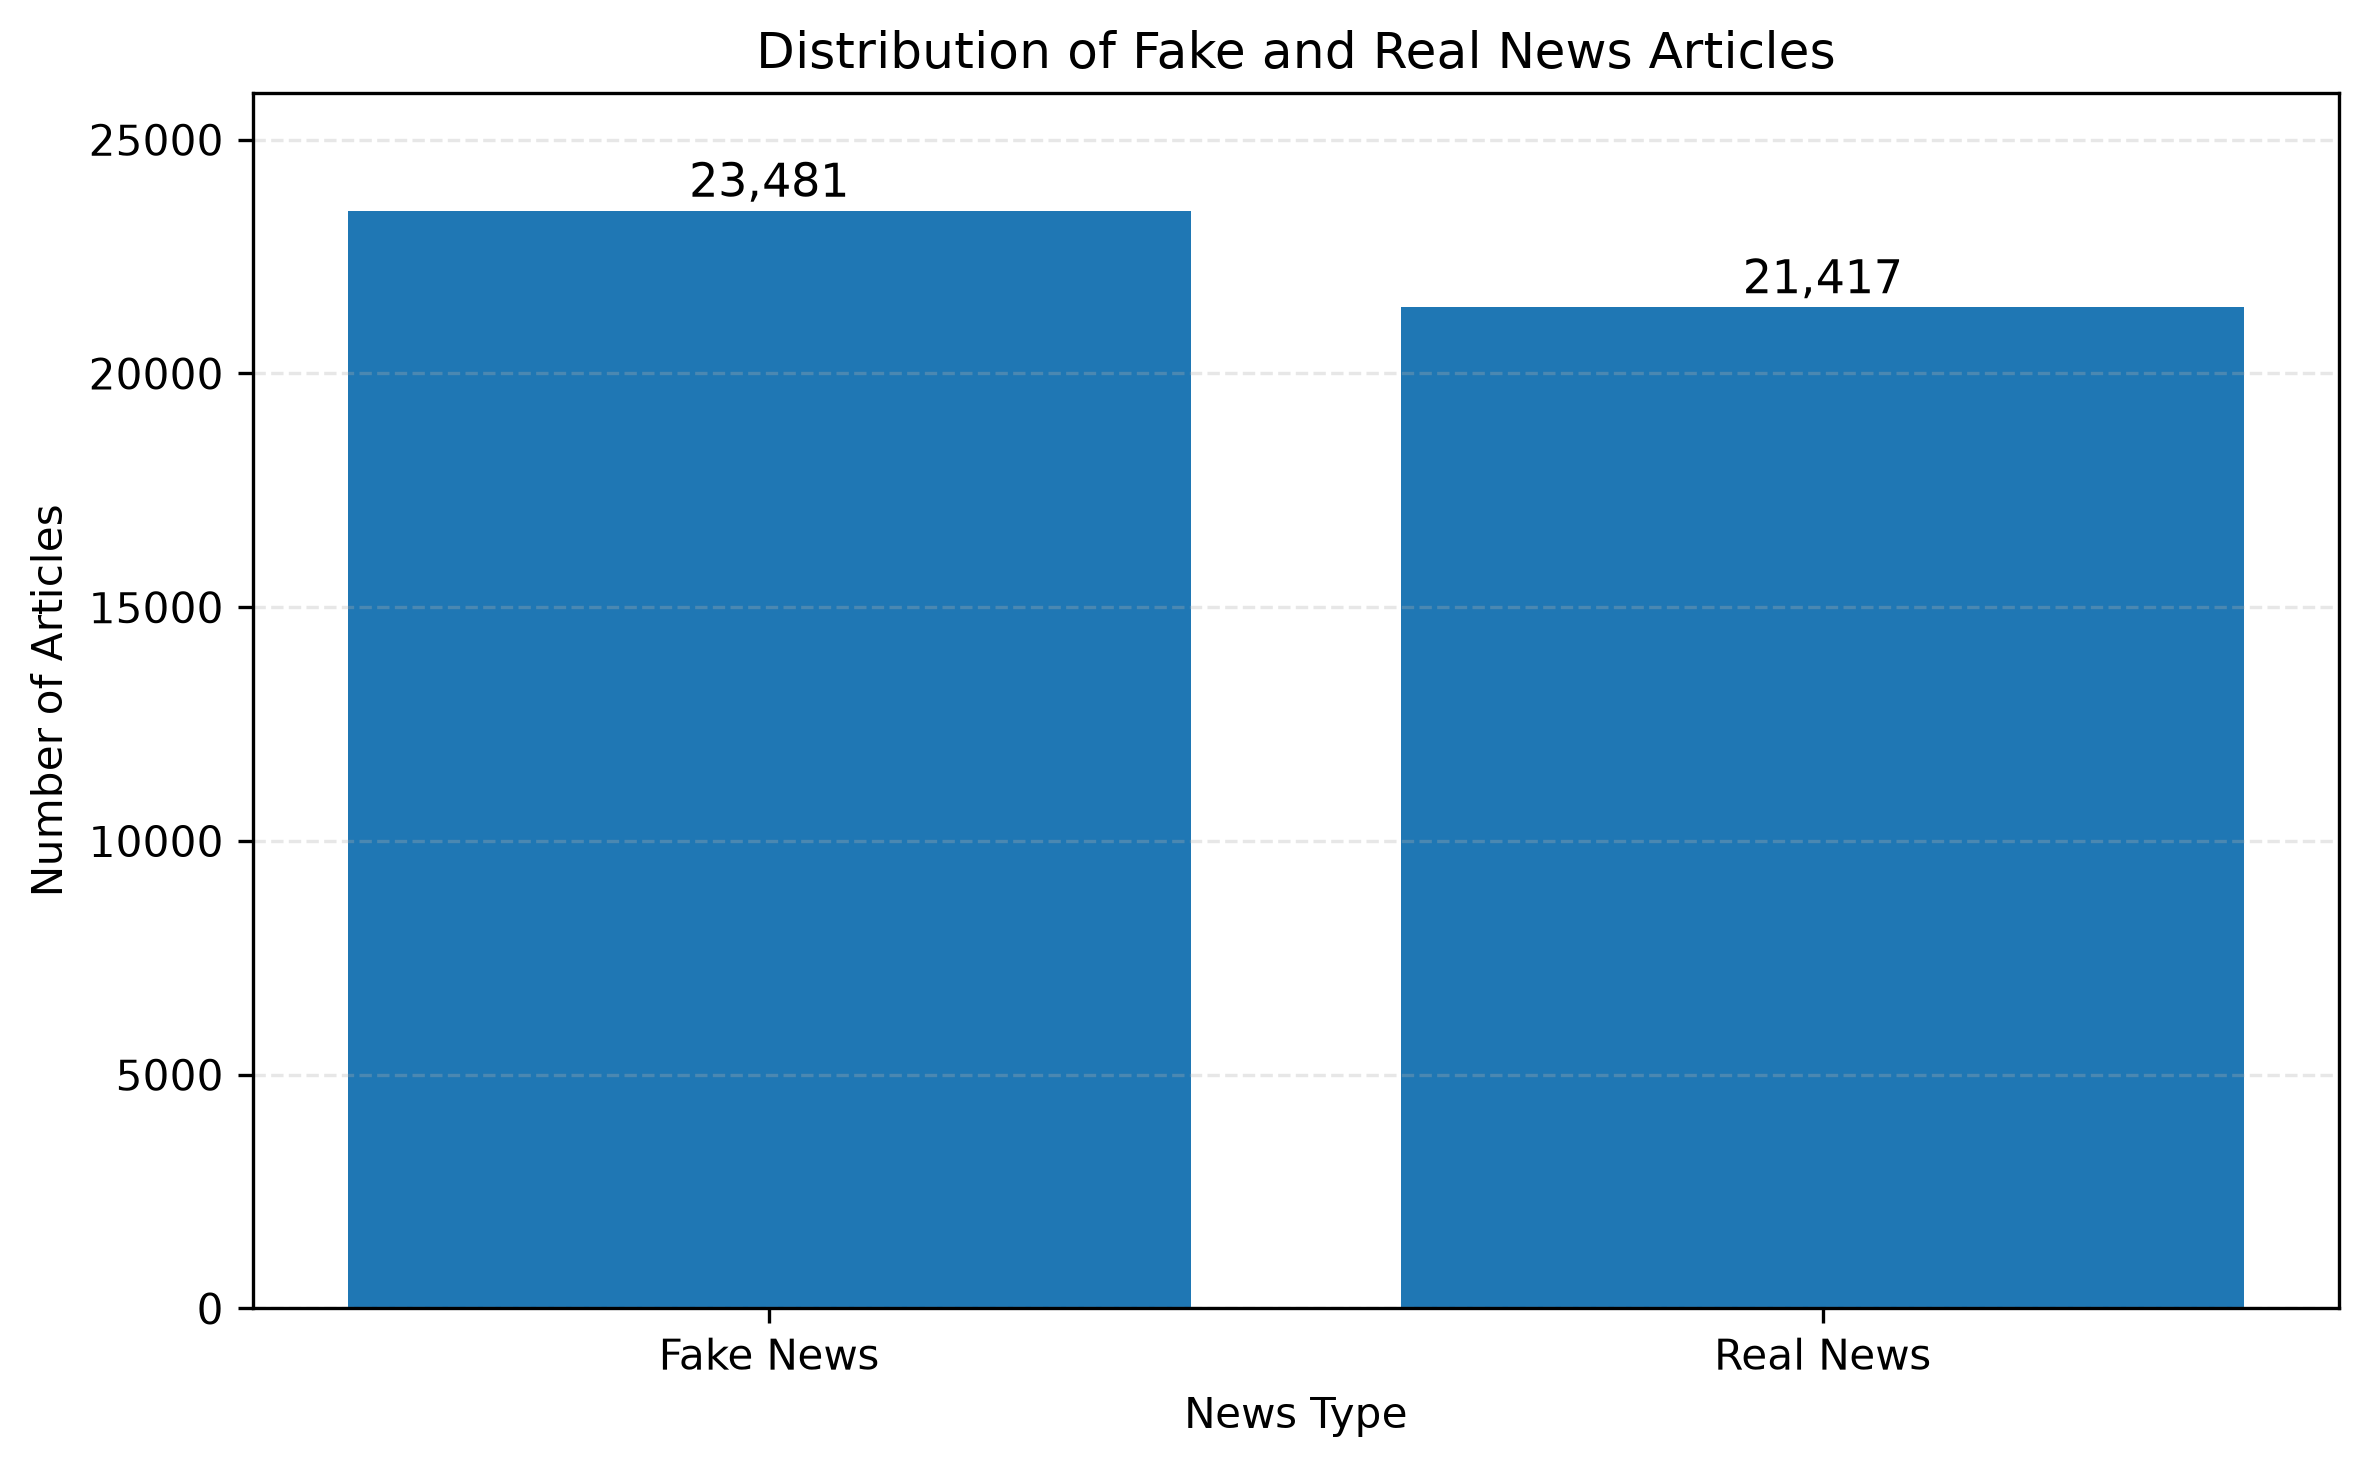 Distribution of Fake and Real News Articles
25000
23,481
21,417
20000
15000
10000
5000
0
Number of Articles
Fake News
Real News
News Type